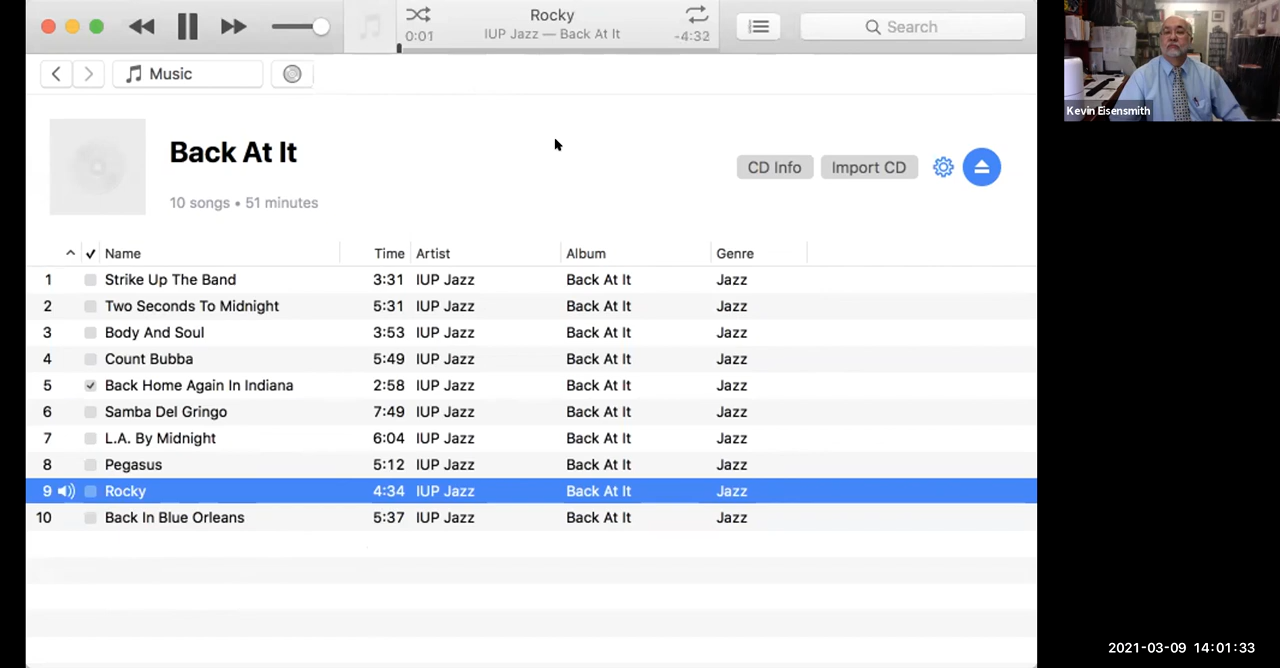 Rocky
0:01 IUP Jazz — Back At It -4:32
Search
Music
Back At It
CD Info Import CD
10 songs • 51 minutes
Name Time Artist Album Genre
1 Strike Up The Band 3:31 IUP Jazz Back At It Jazz
2 Two Seconds To Midnight 5:31 IUP Jazz Back At It Jazz
3 Body And Soul 3:53 IUP Jazz Back At It Jazz
4 Count Bubba 5:49 IUP Jazz Back At It Jazz
5 Back Home Again In Indiana 2:58 IUP Jazz Back At It Jazz
6 Samba Del Gringo 7:49 IUP Jazz Back At It Jazz
7 L.A. By Midnight 6:04 IUP Jazz Back At It Jazz
8 Pegasus 5:12 IUP Jazz Back At It Jazz
9 Rocky 4:34 IUP Jazz Back At It Jazz
10 Back In Blue Orleans 5:37 IUP Jazz Back At It Jazz
Kevin Eisensmith
2021-03-09 14:01:33